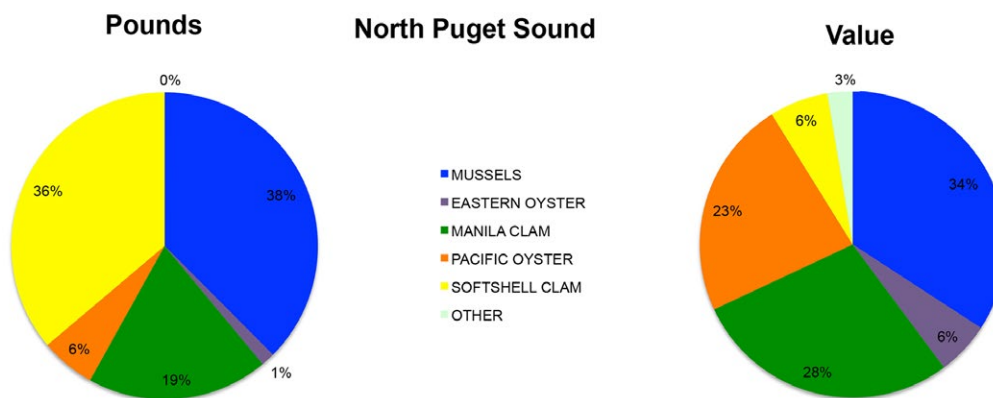 Pounds
North Puget Sound
Value
0%
38%
1%
19%
6%
36%
MUSSELS
EASTERN OYSTER
MANILA CLAM
PACIFIC OYSTER
SOFTSHELL CLAM
OTHER
3%
34%
6%
28%
23%
6%